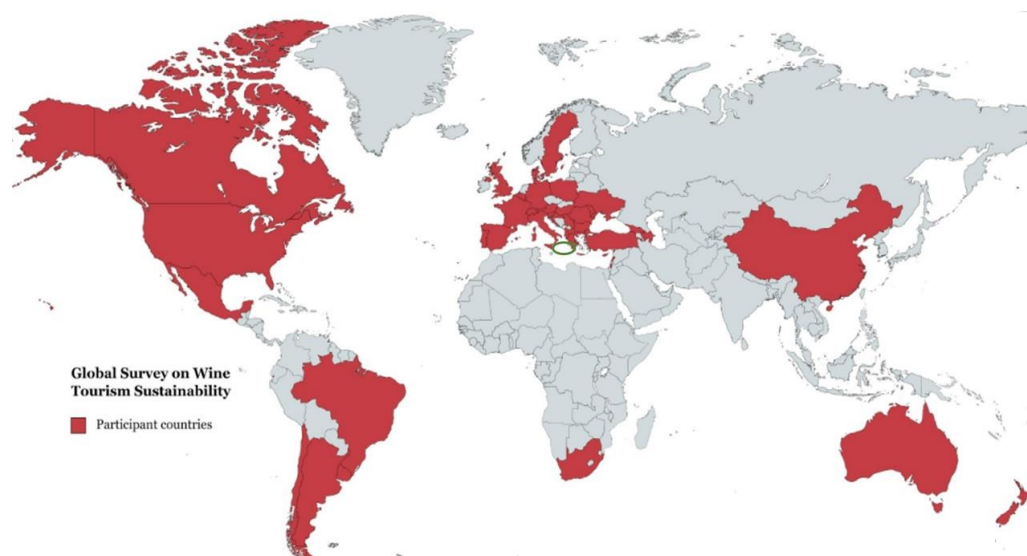 Global Survey on Wine
Tourism Sustainability
Participant countries